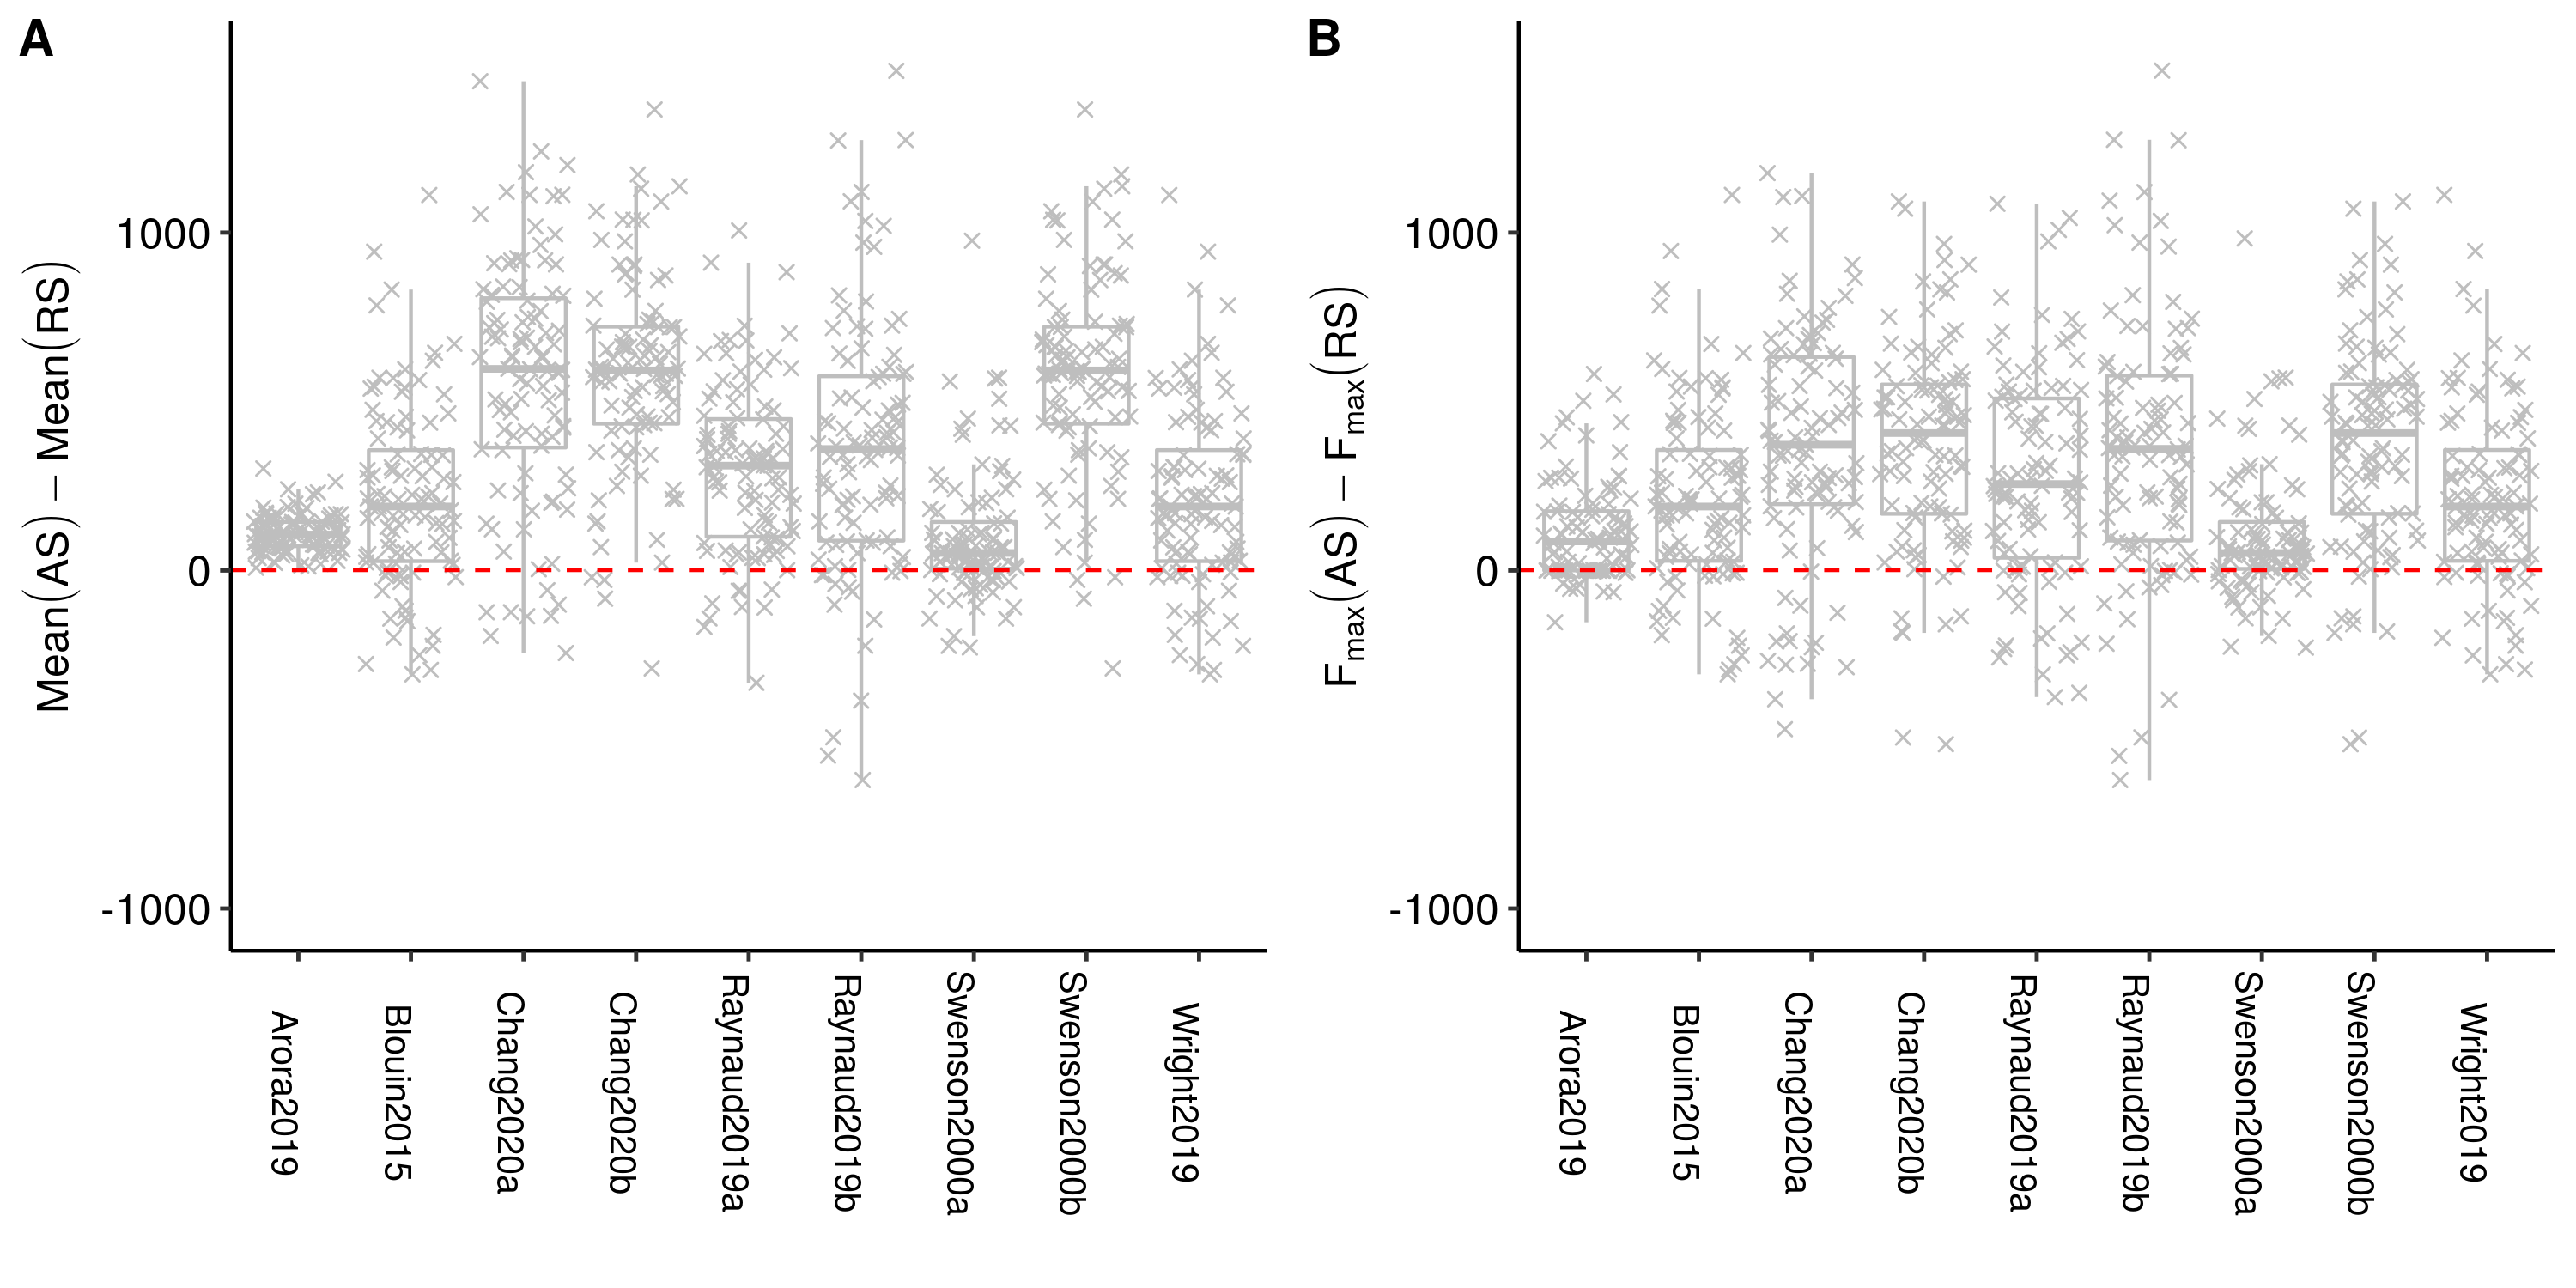 A
Mean(AS) − Mean(RS)
1000
0
-1000
Arora2019
Blouin2015
Chang2020a
Chang2020b
Raynaud2019a
Raynaud2019b
Swenson2000a
Swenson2000b
Wright2019
B
Fmax(AS) − Fmax(RS)
1000
0
-1000
Arora2019
Blouin2015
Chang2020a
Chang2020b
Raynaud2019a
Raynaud2019b
Swenson2000a
Swenson2000b
Wright2019